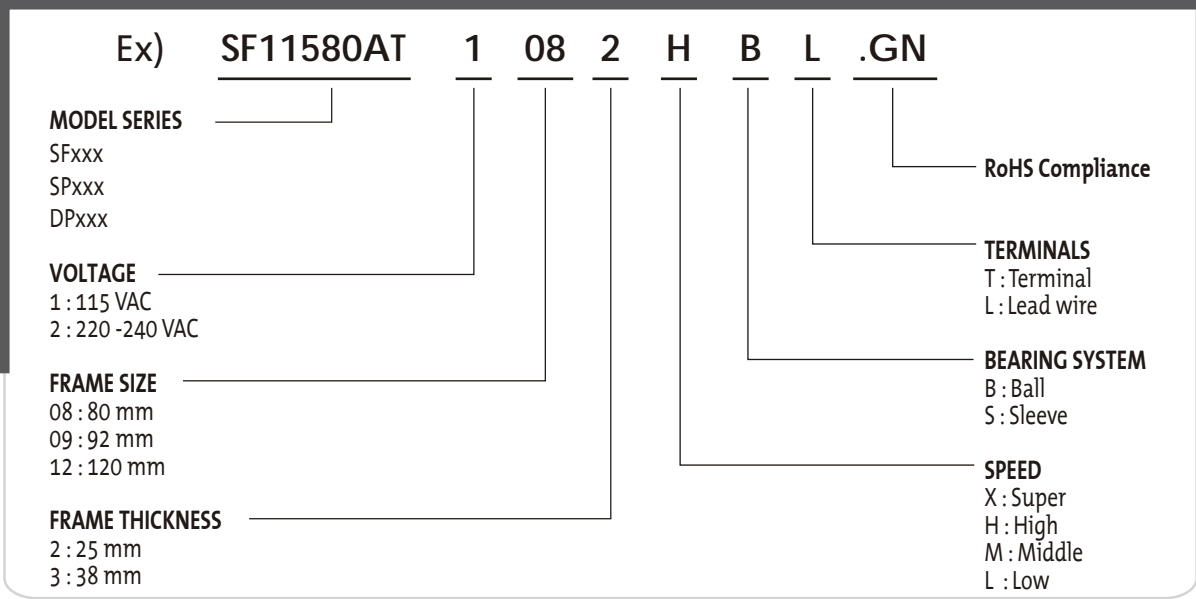 Ex) SF11580AT 1 08 2 H B L .GN
MODEL SERIES
SFxxx
SPxxx
DPxxx
VOLTAGE
1 : 115 VAC
2 : 220 -240 VAC
FRAME SIZE
08 : 80 mm
09 : 92 mm
12 : 120 mm
FRAME THICKNESS
2 : 25 mm
3 : 38 mm
RoHS Compliance
TERMINALS
T : Terminal
L : Lead wire
BEARING SYSTEM
B : Ball
S : Sleeve
SPEED
X : Super
H : High
M : Middle
L : Low